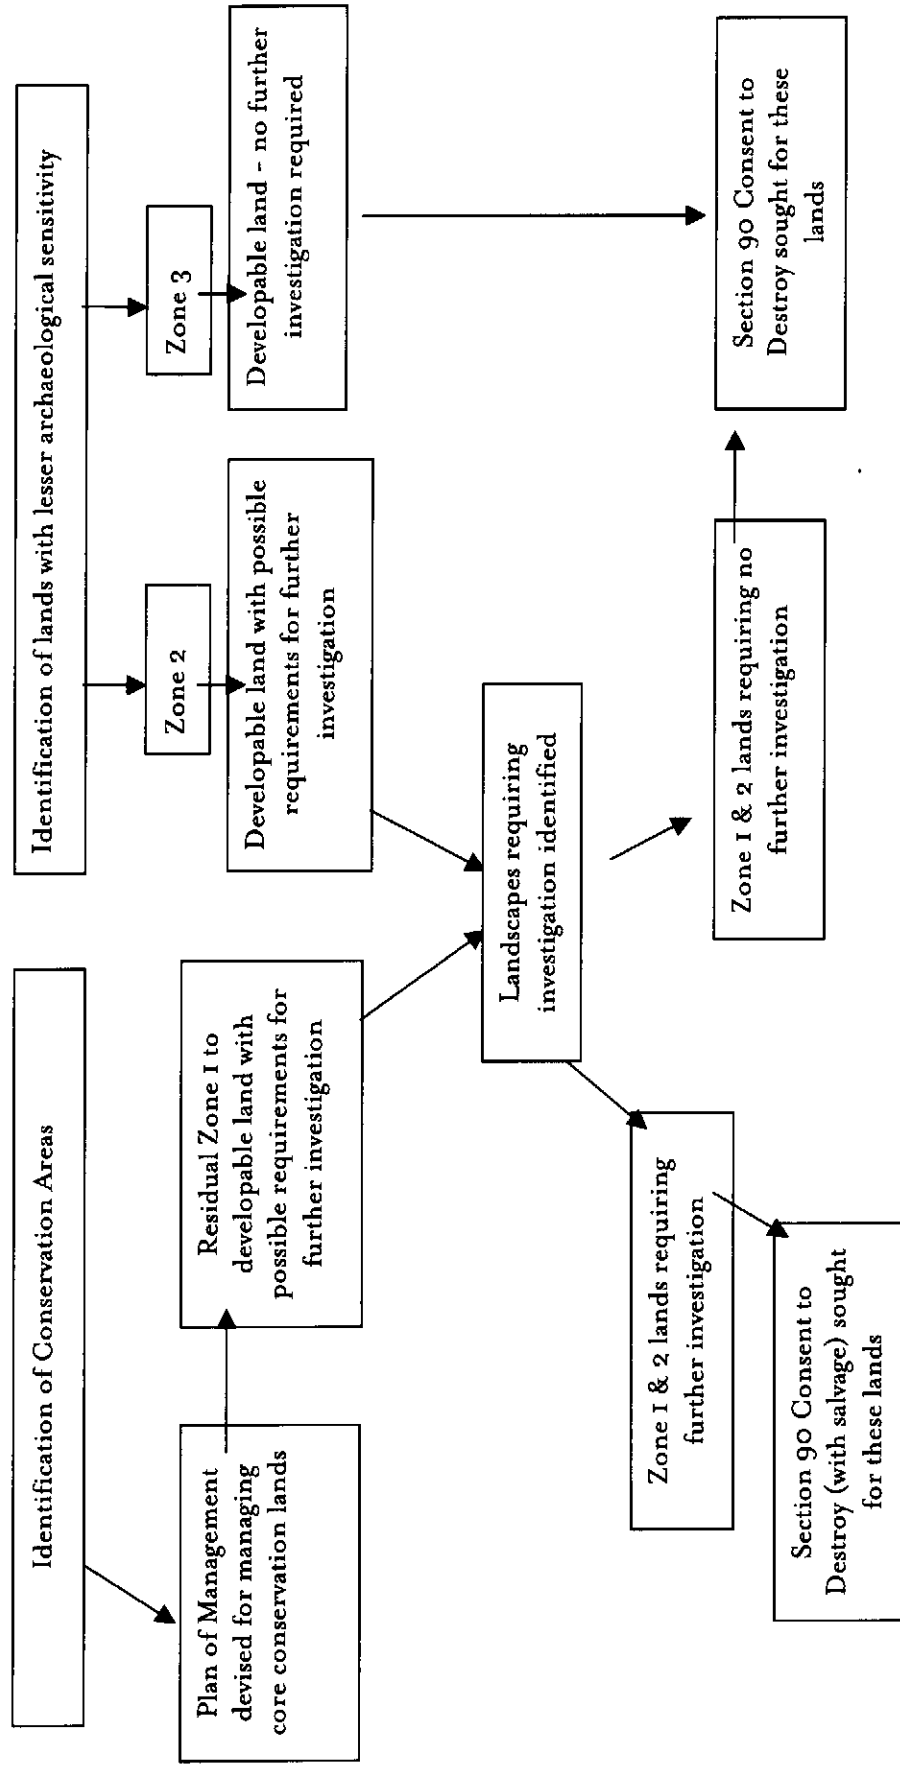 Identification of Conservation Areas
Identification of lands with lesser archaeological sensitivity
Zone 2
Zone 3
Plan of Management
devised for managing
core conservation lands
Residual Zone 1 to
developable land with
possible requirements for
further investigation
Developable land with possible
requirements for further
investigation
Developable land - no further
investigation required
Landscapes requiring
investigation identified
Zone 1 & 2 lands requiring
further investigation
Zone 1 & 2 lands requiring no
further investigation
Section 90 Consent to
Destroy sought for these
lands
Section 90 Consent to
Destroy (with salvage) sought
for these lands